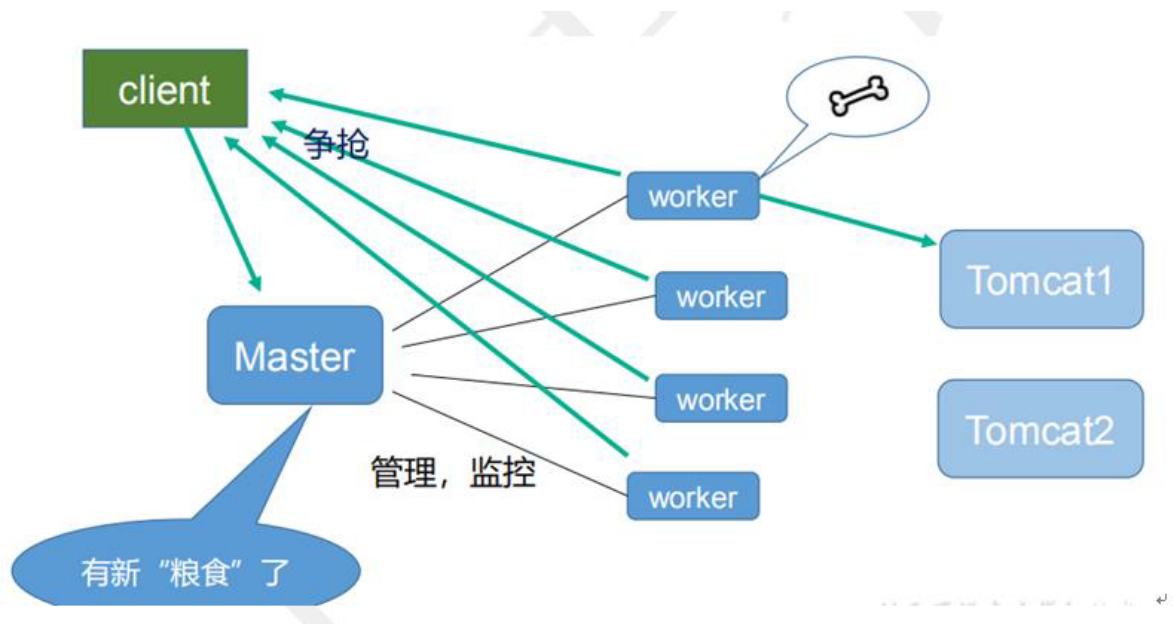 client
争抢
worker
Tomcat1
worker
Master
worker
Tomcat2
管理，监控
worker
有新“粮食”了